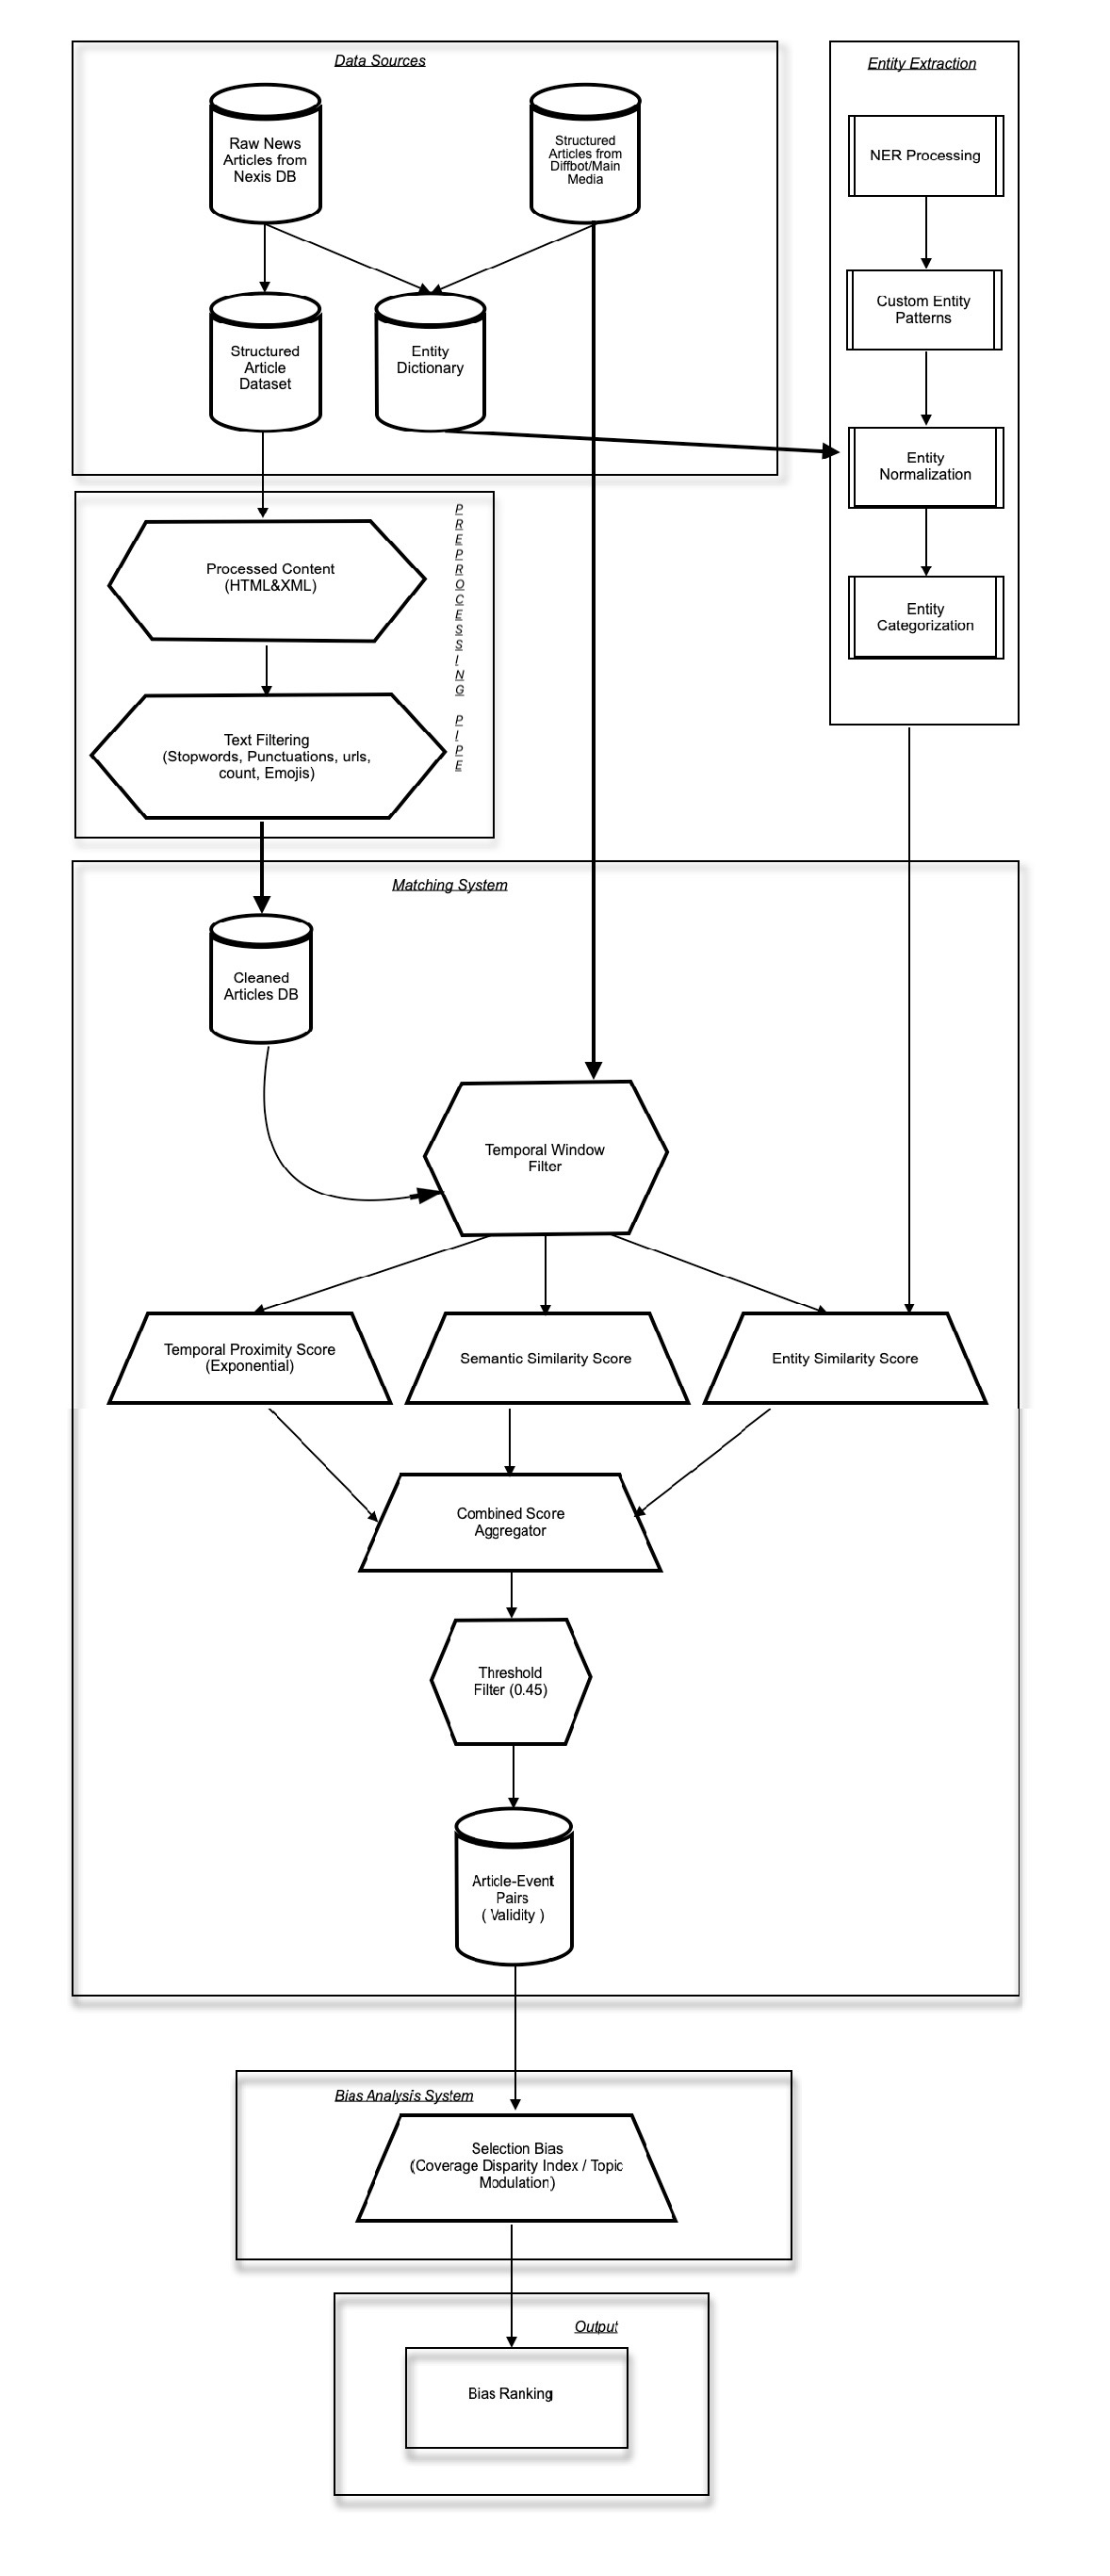 Data Sources
Raw News
Articles from
Nexis DB
Structured
Articles from
Diffbot/Main
Media
Structured
Article
Dataset
Entity
Dictionary
Entity Extraction
NER Processing
Custom Entity
Patterns
Entity
Normalization
Entity
Categorization
PREPROCESSING PIPE
Processed Content
(HTML&XML)
Text Filtering
(Stopwords, Punctuations, urls,
count, Emojis)
Matching System
Cleaned
Articles DB
Temporal Window
Filter
Temporal Proximity Score
(Exponential)
Semantic Similarity Score
Entity Similarity Score
Combined Score
Aggregator
Threshold
Filter (0.45)
Article-Event
Pairs
( Validity )
Bias Analysis System
Selection Bias
(Coverage Disparity Index / Topic
Modulation)
Output
Bias Ranking